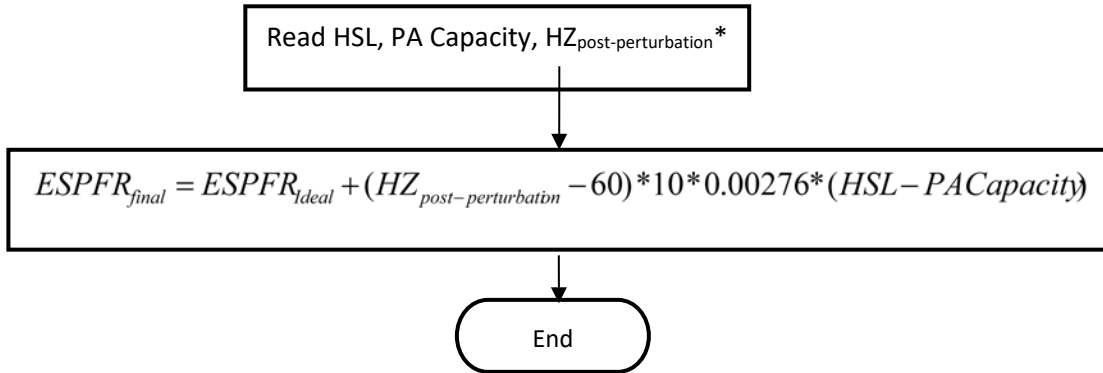 Read HSL, PA Capacity, HZpost-perturbation*
ESPFRfinal = ESPFRIdeal + (HZpost−perturbation − 60)*10*0.00276*(HSL−PACapacity)
End